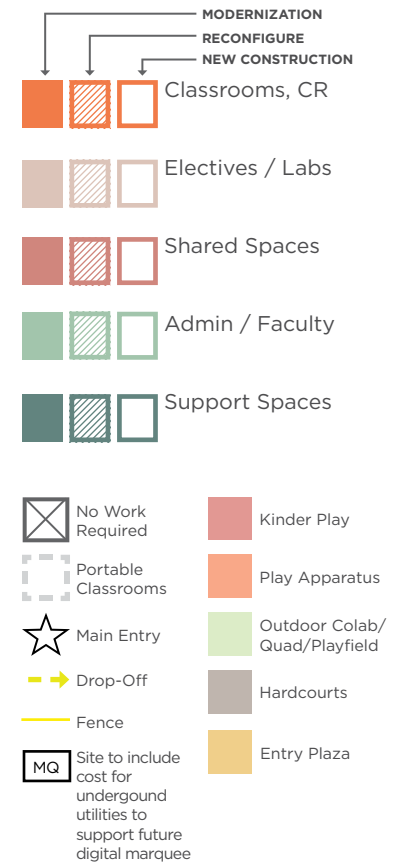 MODERNIZATION
RECONFIGURE
NEW CONSTRUCTION
Classrooms, CR
Electives / Labs
Shared Spaces
Admin / Faculty
Support Spaces
No Work
Required
Portable
Classrooms
Main Entry
Drop-Off
Fence
MQ
Site to include
cost for
undergound
utilities to
support future
digital marquee
Kinder Play
Play Apparatus
Outdoor Colab/
Quad/Playfield
Hardcourts
Entry Plaza